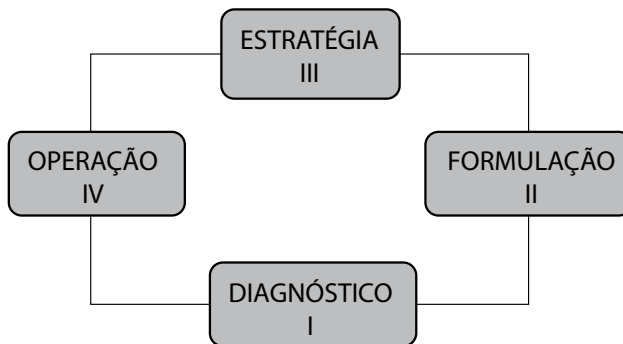 ESTRATÉGIA
III
OPERAÇÃO
IV
FORMULAÇÃO
II
DIAGNÓSTICO
I